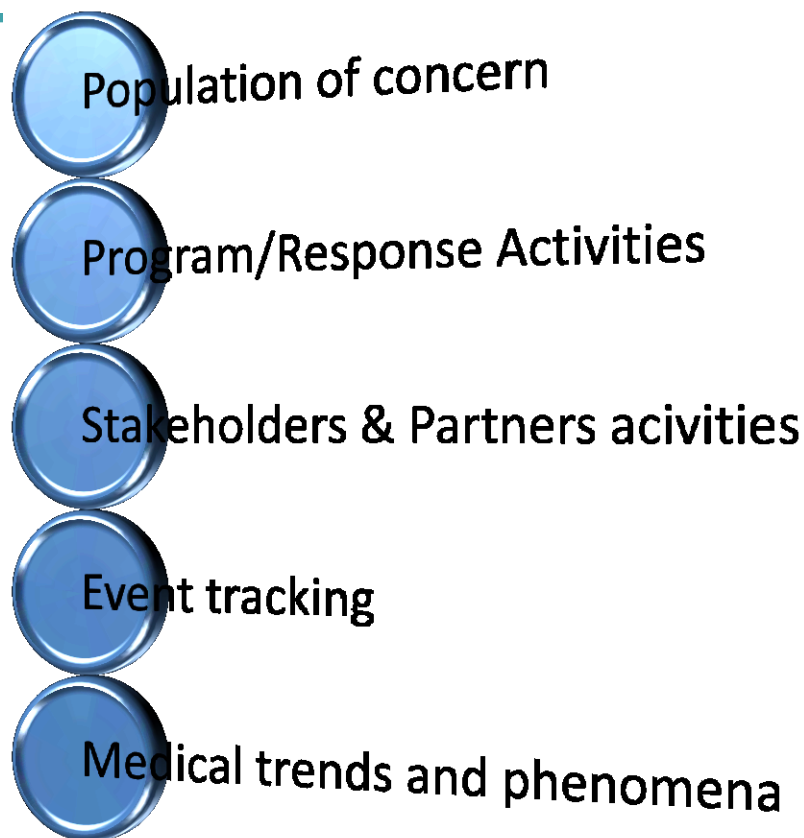 Population of concern
Program/Response Activities
Stakeholders & Partners acivities
Event tracking
Medical trends and phenomena